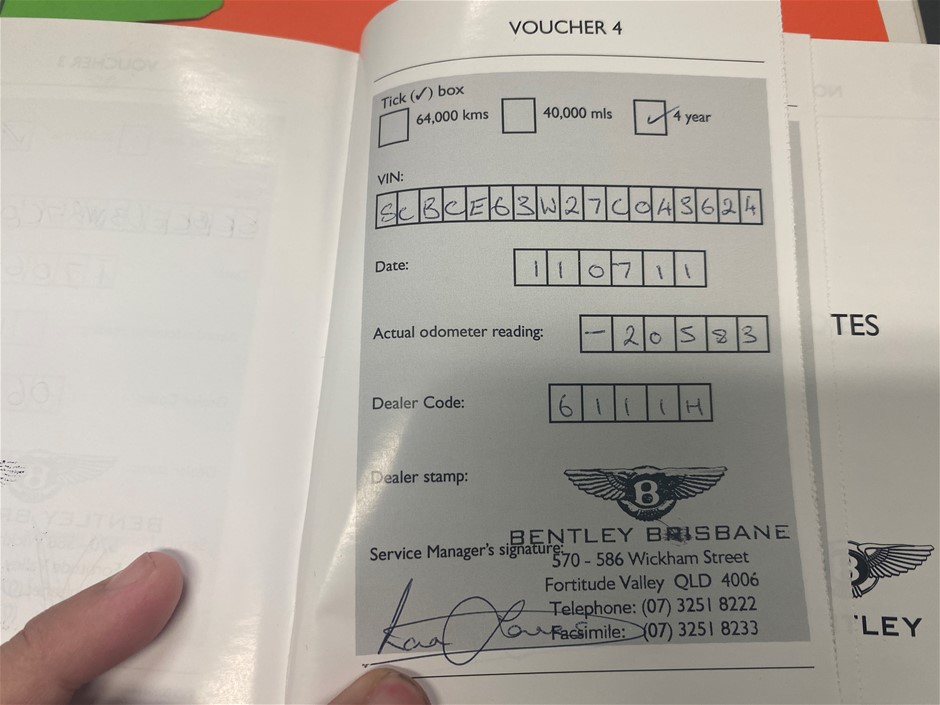 VOUCHER 4
Tick (✓) box
64,000 kms
40,000 mls
✓ 4 year
VIN:
SCBCE63W27C043624
Date:
110711
Actual odometer reading:
-20583
Dealer Code:
6111H
Dealer stamp:
B
BENTLEY BRISBANE
Service Manager's signature:
570 - 586 Wickham Street
Fortitude Valley QLD 4006
Telephone: (07) 3251 8222
Facsimile: (07) 3251 8233
TES
B
TLEY